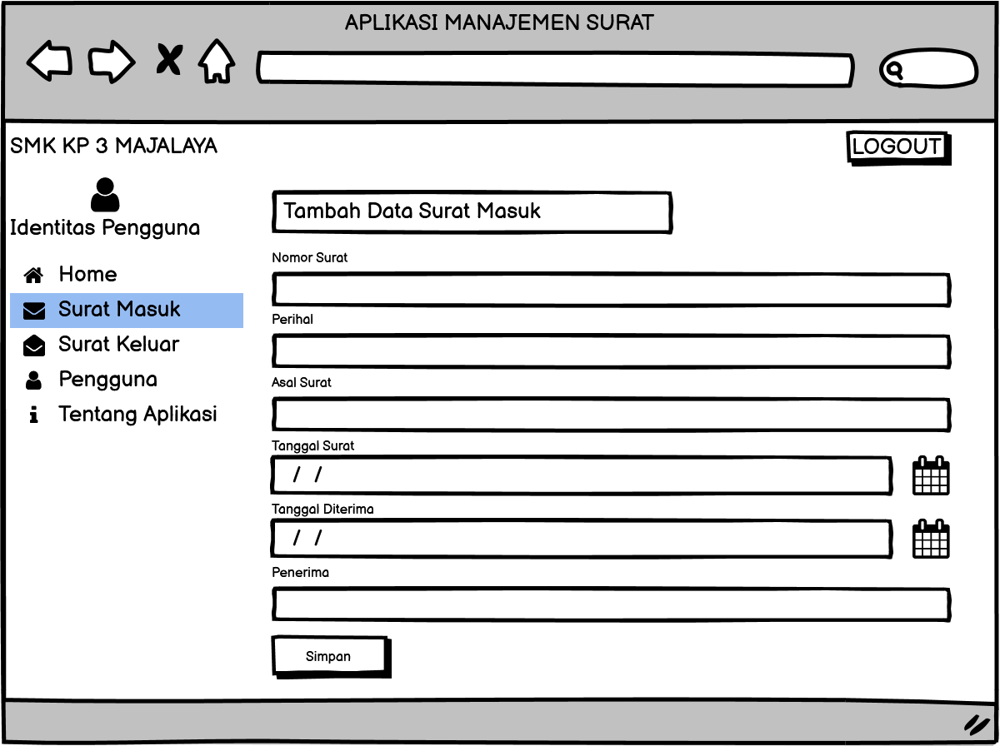 APLIKASI MANAJEMEN SURAT
SMK KP 3 MAJALAYA
LOGOUT
Identitas Pengguna
Home
Surat Masuk
Surat Keluar
Pengguna
Tentang Aplikasi
Tambah Data Surat Masuk
Nomor Surat
Perihal
Asal Surat
Tanggal Surat
/ /
Tanggal Diterima
/ /
Penerima
Simpan